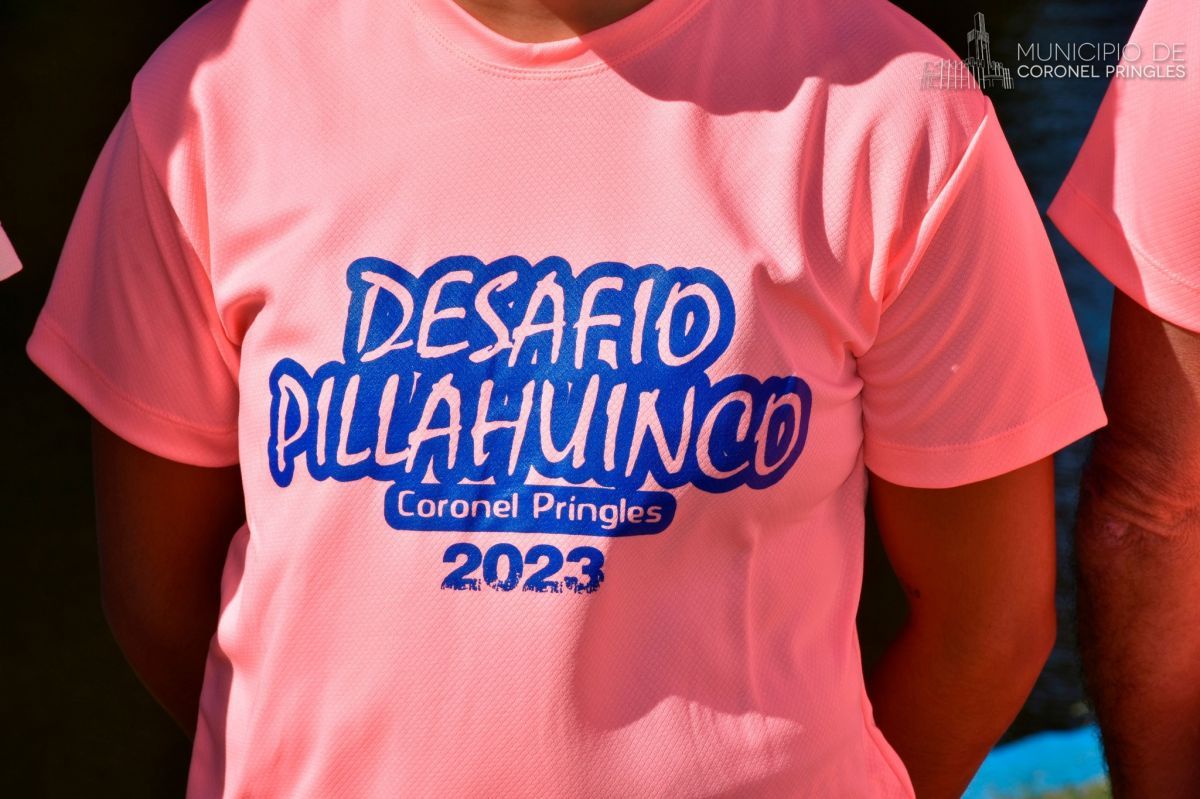 MUNICIPIO DE
CORONEL PRINGLES
DESAFIO
PILLAHUINCO
Coronel Pringles
2023